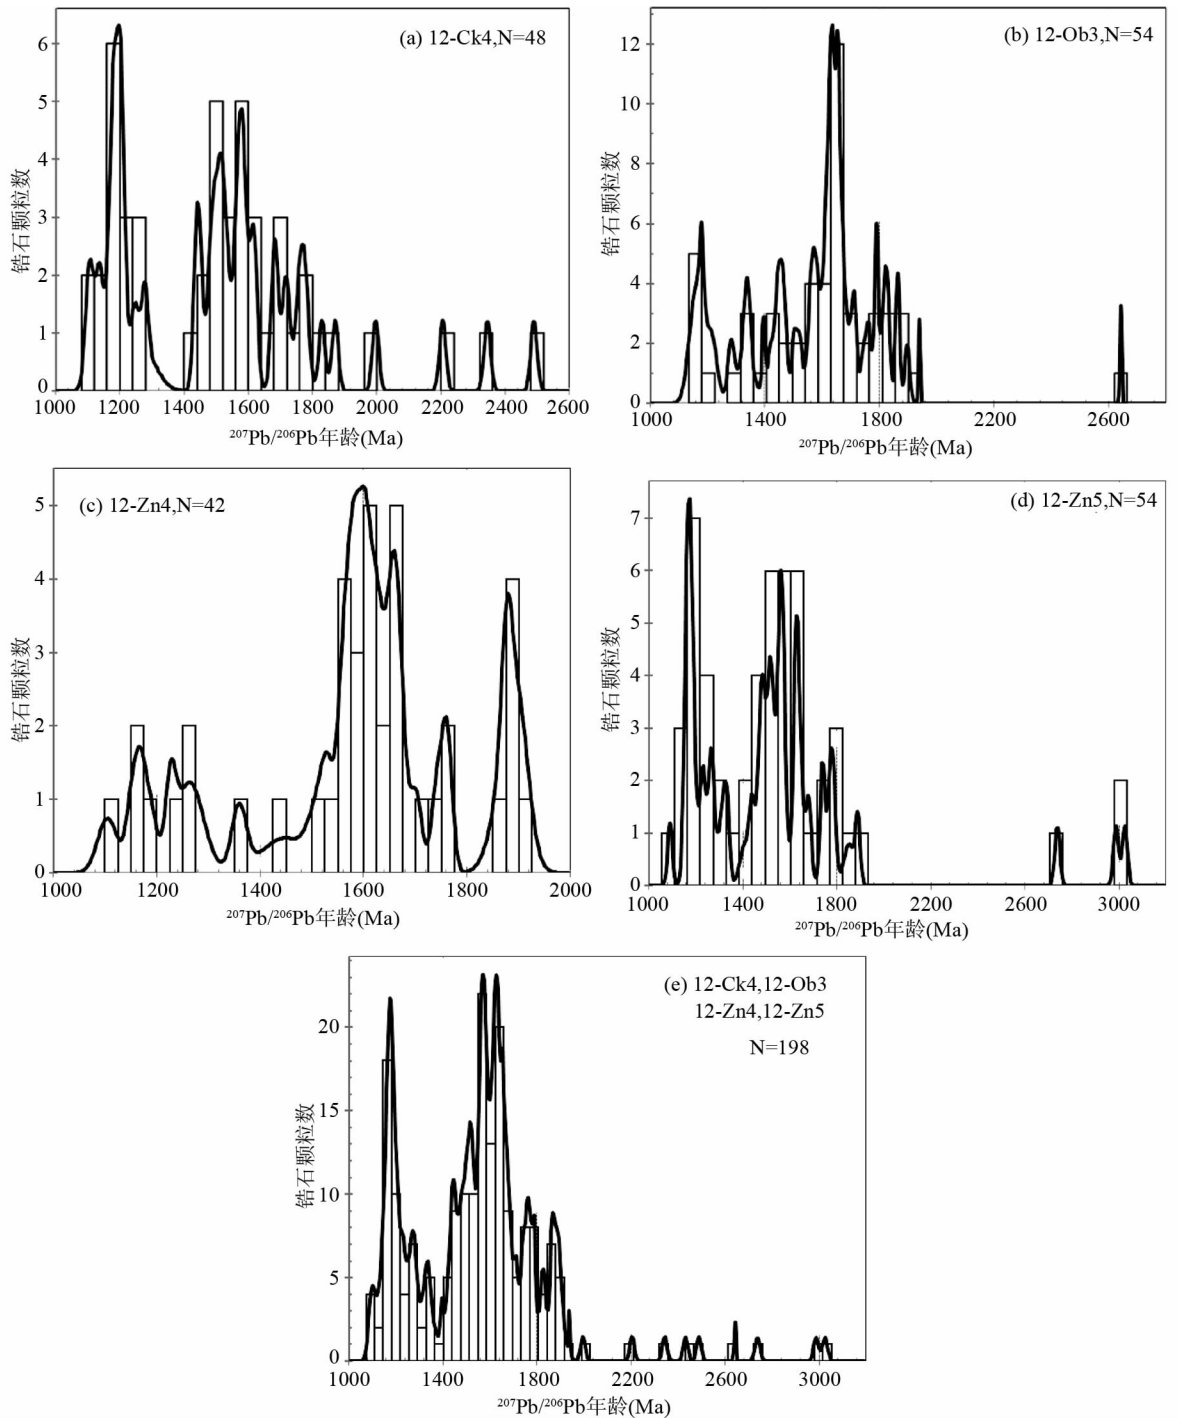 (a) 12-Ck4,N=48
6
5
4
3
2
1
0
锆石颗粒数
1000 1200 1400 1600 1800 2000 2200 2400 2600
²⁰⁷Pb/²⁰⁶Pb年龄(Ma)
(b) 12-Ob3,N=54
12
10
8
6
4
2
0
锆石颗粒数
1000 1400 1800 2200 2600
²⁰⁷Pb/²⁰⁶Pb年龄(Ma)
(c) 12-Zn4,N=42
5
4
3
2
1
0
锆石颗粒数
1000 1200 1400 1600 1800 2000
²⁰⁷Pb/²⁰⁶Pb年龄(Ma)
(d) 12-Zn5,N=54
7
6
5
4
3
2
1
0
锆石颗粒数
1000 1400 1800 2200 2600 3000
²⁰⁷Pb/²⁰⁶Pb年龄(Ma)
(e) 12-Ck4,12-Ob3
12-Zn4,12-Zn5
N=198
20
15
10
5
0
锆石颗粒数
1000 1400 1800 2200 2600 3000
²⁰⁷Pb/²⁰⁶Pb年龄(Ma)